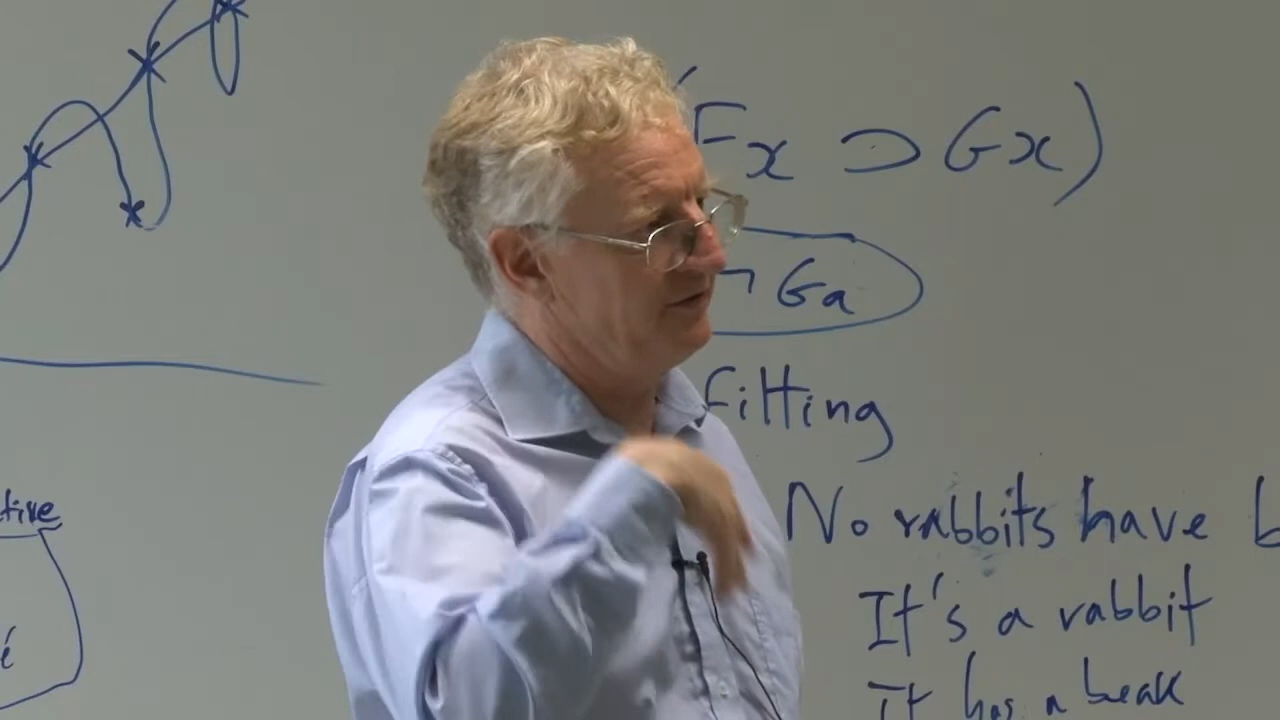 (Fx ⊃ Gx)
¬Ga
Fitting
No rabbits have b
tive
It's a rabbit
It has a beak